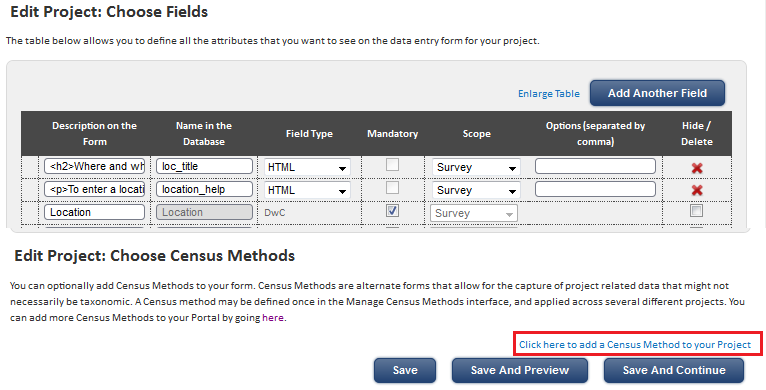 Edit Project: Choose Fields
The table below allows you to define all the attributes that you want to see on the data entry form for your project.
Enlarge Table
Add Another Field
Description on the Form
Name in the Database
Field Type
Mandatory
Scope
Options (separated by comma)
Hide / Delete
<h2>Where and wh
loc_title
HTML
Survey
<p>To enter a locati
location_help
HTML
Survey
Location
Location
DwC
Survey
Edit Project: Choose Census Methods
You can optionally add Census Methods to your form. Census Methods are alternate forms that allow for the capture of project related data that might not
necessarily be taxonomic. A Census method may be defined once in the Manage Census Methods interface, and applied across several different projects. You
can add more Census Methods to your Portal by going here.
Click here to add a Census Method to your Project
Save
Save And Preview
Save And Continue